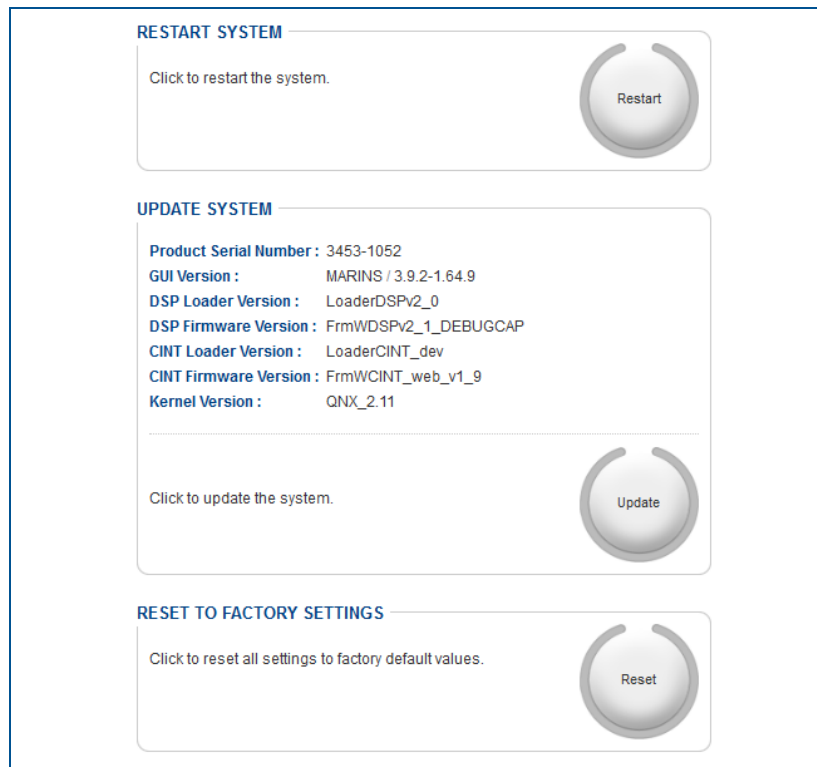 RESTART SYSTEM
Click to restart the system.
Restart
UPDATE SYSTEM
Product Serial Number : 3453-1052
GUI Version : MARINS / 3.9.2-1.64.9
DSP Loader Version : LoaderDSPv2_0
DSP Firmware Version : FrmWDSPv2_1_DEBUGCAP
CINT Loader Version : LoaderCINT_dev
CINT Firmware Version : FrmWCINT_web_v1_9
Kernel Version : QNX_2.11
Click to update the system.
Update
RESET TO FACTORY SETTINGS
Click to reset all settings to factory default values.
Reset